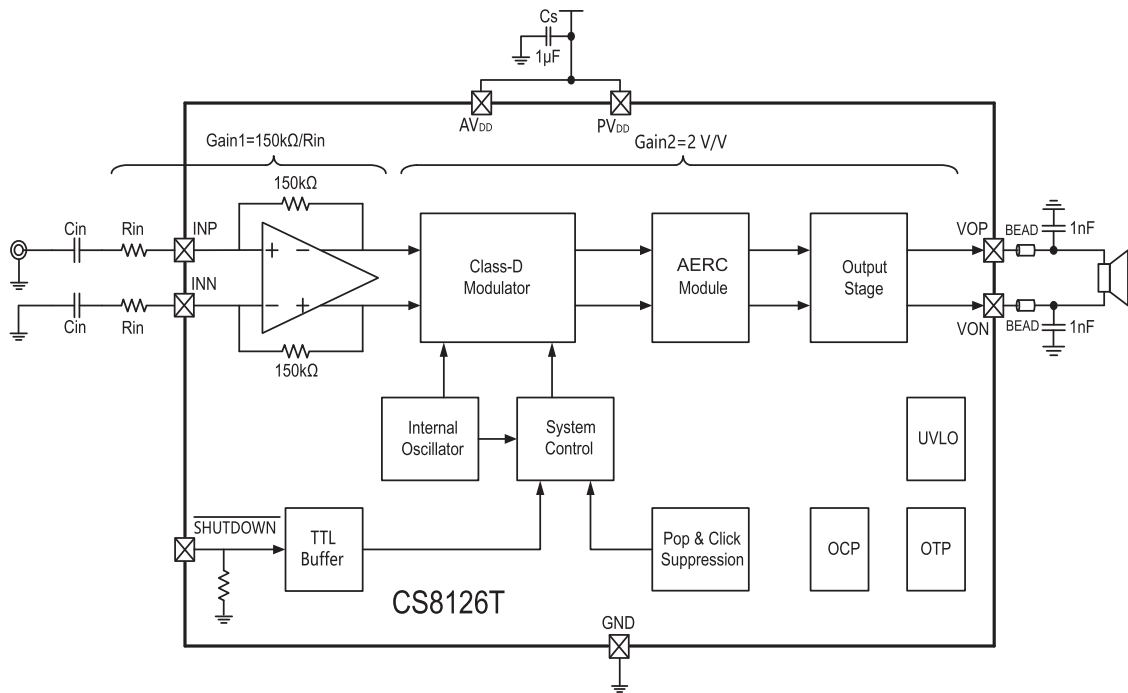 Cs
1µF
AVDD
PVDD
Gain1=150kΩ/Rin
Gain2=2 V/V
150kΩ
Cin
Rin
INP
INN
Cin
Rin
150kΩ
Class-D
Modulator
AERC
Module
Output
Stage
VOP
BEAD
1nF
VON
BEAD
1nF
Internal
Oscillator
System
Control
UVLO
SHUTDOWN
TTL
Buffer
Pop & Click
Suppression
OCP
OTP
CS8126T
GND